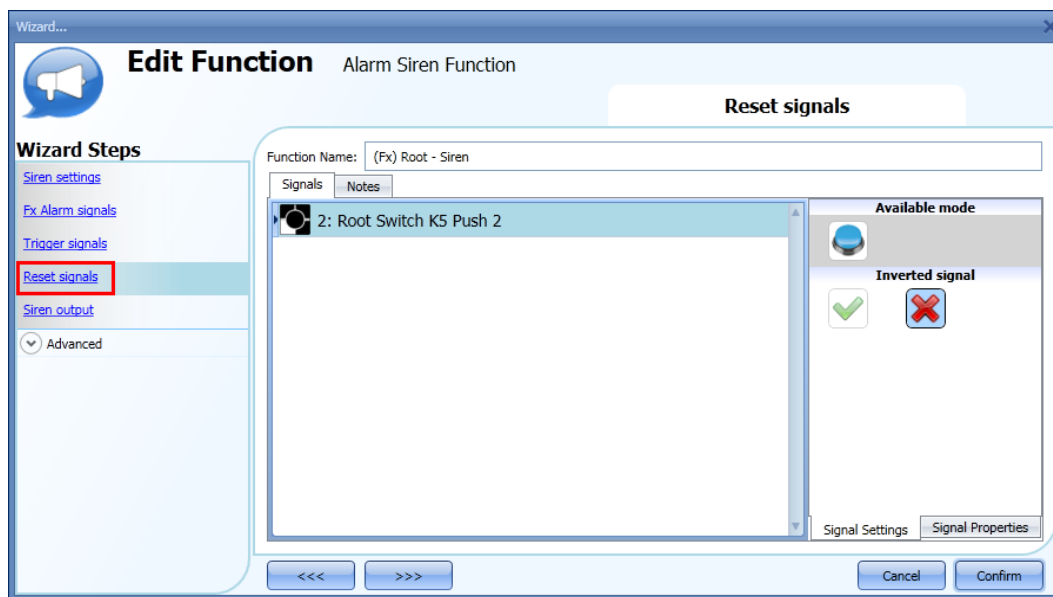 Wizard...
Edit Function Alarm Siren Function
Reset signals
Wizard Steps
Siren settings
Fx Alarm signals
Trigger signals
Reset signals
Siren output
Advanced
Function Name: (Fx) Root - Siren
Signals Notes
2: Root Switch K5 Push 2
Available mode
Inverted signal
Signal Settings Signal Properties
<<< >>> Cancel Confirm